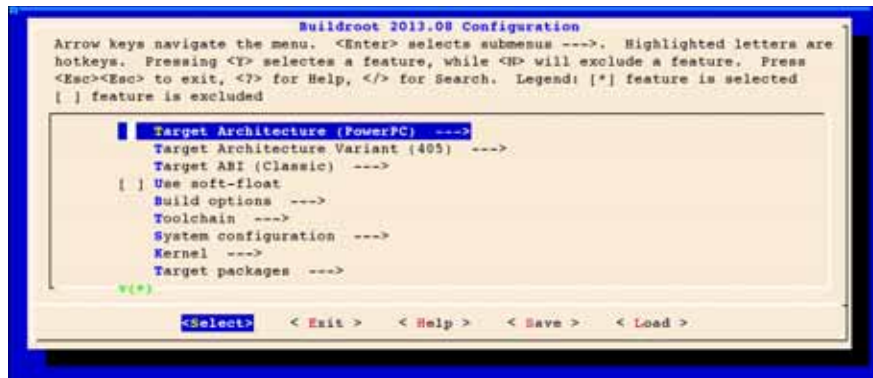 Buildroot 2013.08 Configuration
Arrow keys navigate the menu. <Enter> selects submenus --->. Highlighted letters are
hotkeys. Pressing <Y> selectes a feature, while <N> will exclude a feature. Press
<Esc><Esc> to exit, <?> for Help, </> for Search. Legend: [*] feature is selected
[ ] feature is excluded
Target Architecture (PowerPC) --->
Target Architecture Variant (405) --->
Target ABI (Classic) --->
[ ] Use soft-float
Build options --->
Toolchain --->
System configuration --->
Kernel --->
Target packages --->
v(+)
<Select> < Exit > < Help > < Save > < Load >